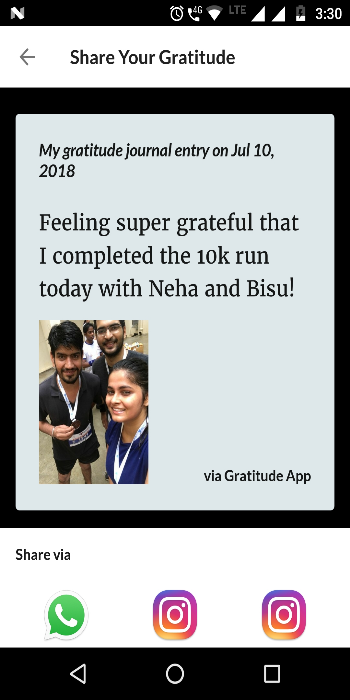 4G LTE 3:30
Share Your Gratitude
My gratitude journal entry on Jul 10,
2018
Feeling super grateful that
I completed the 10k run
today with Neha and Bisu!
via Gratitude App
Share via